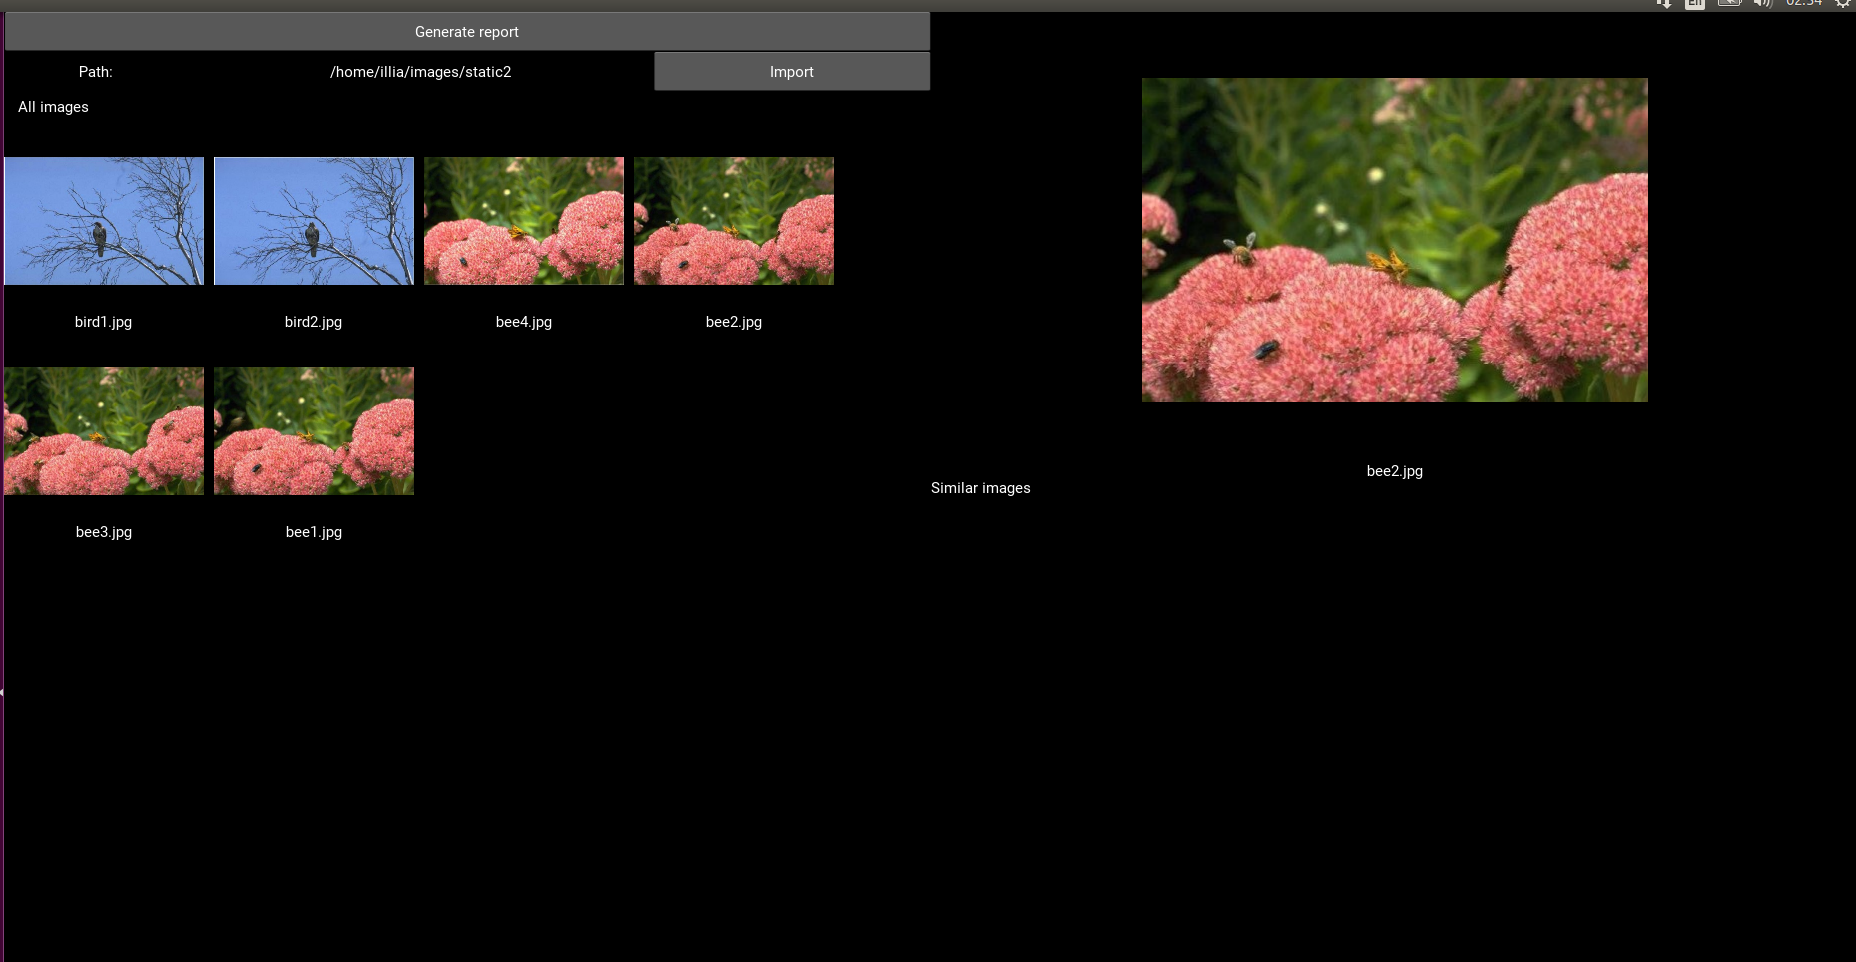 En
Generate report
Path: /home/illia/images/static2 Import
All images
bird1.jpg bird2.jpg bee4.jpg bee2.jpg
bee3.jpg bee1.jpg
bee2.jpg
Similar images